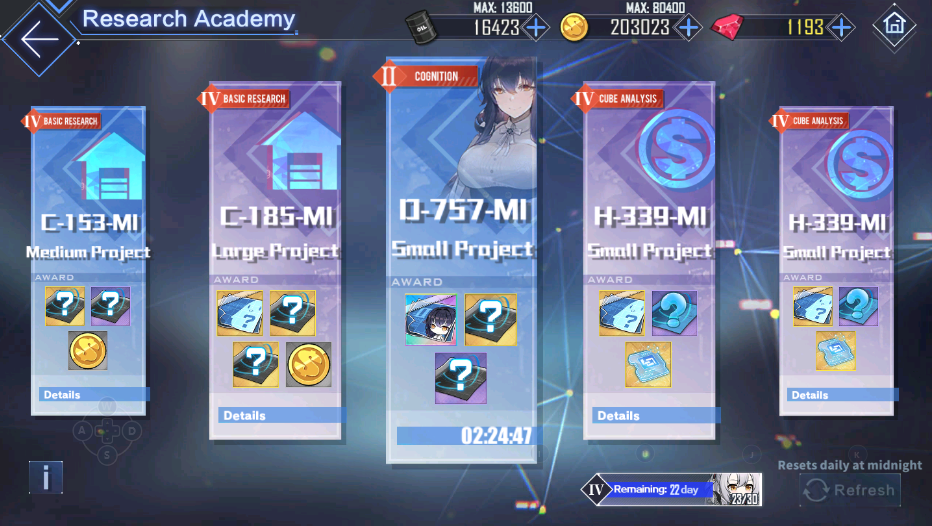 Research Academy
MAX: 13600
OIL
16423
MAX: 80400
203023
1193
IV BASIC RESEARCH
C-153-MI
Medium Project
AWARD
Details
IV BASIC RESEARCH
C-185-MI
Large Project
AWARD
Details
II COGNITION
D-757-MI
Small Project
AWARD
02:24:47
IV CUBE ANALYSIS
H-339-MI
Small Project
AWARD
Details
IV CUBE ANALYSIS
H-339-MI
Small Project
AWARD
Details
W
A
D
S
i
IV Remaining: 22day
23/30
Resets daily at midnight
Refresh